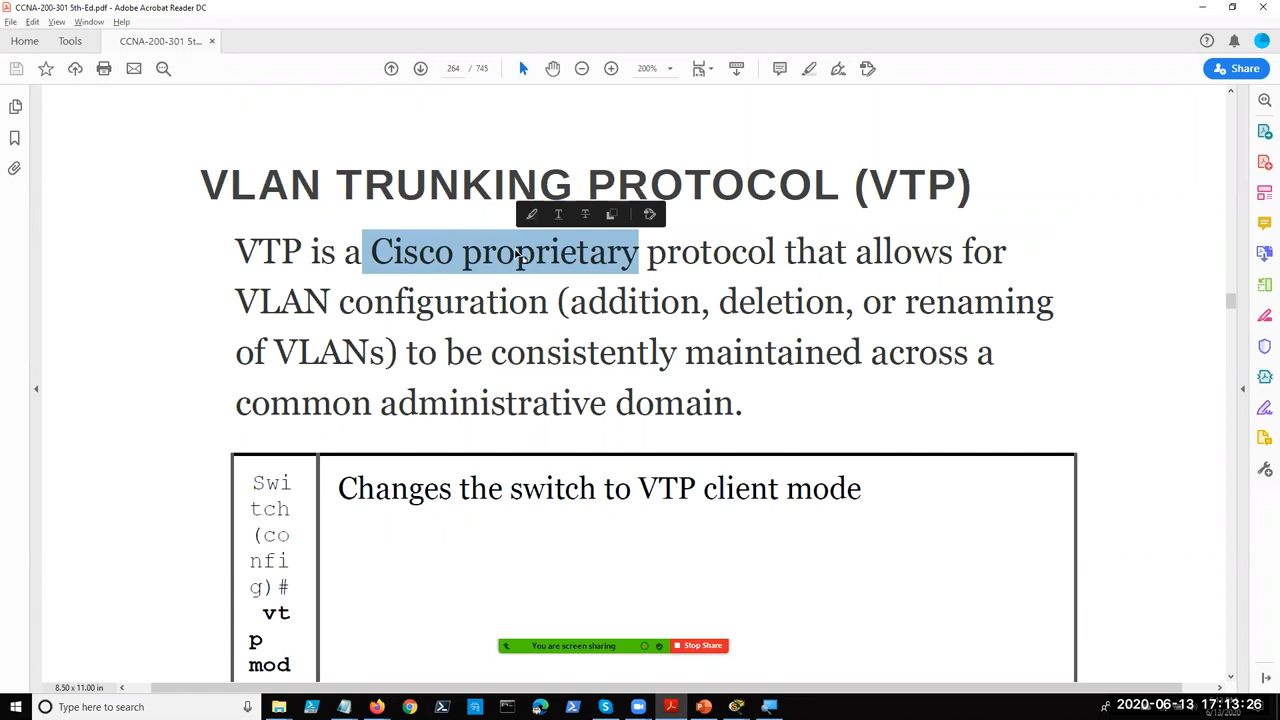 CCNA-200-301 5th-Ed.pdf - Adobe Acrobat Reader DC
File Edit View Window Help
Home Tools CCNA-200-301 5t... ×
264 / 745 200% Share
VLAN TRUNKING PROTOCOL (VTP)
VTP is a Cisco proprietary protocol that allows for
VLAN configuration (addition, deletion, or renaming
of VLANs) to be consistently maintained across a
common administrative domain.
Swi
tch
(co
nfi
g)#
vt
p
mod
Changes the switch to VTP client mode
You are screen sharing Stop Share
8.50 x 11.00 in
Type here to search
2020-06-13 17:13:26
6/13/2020